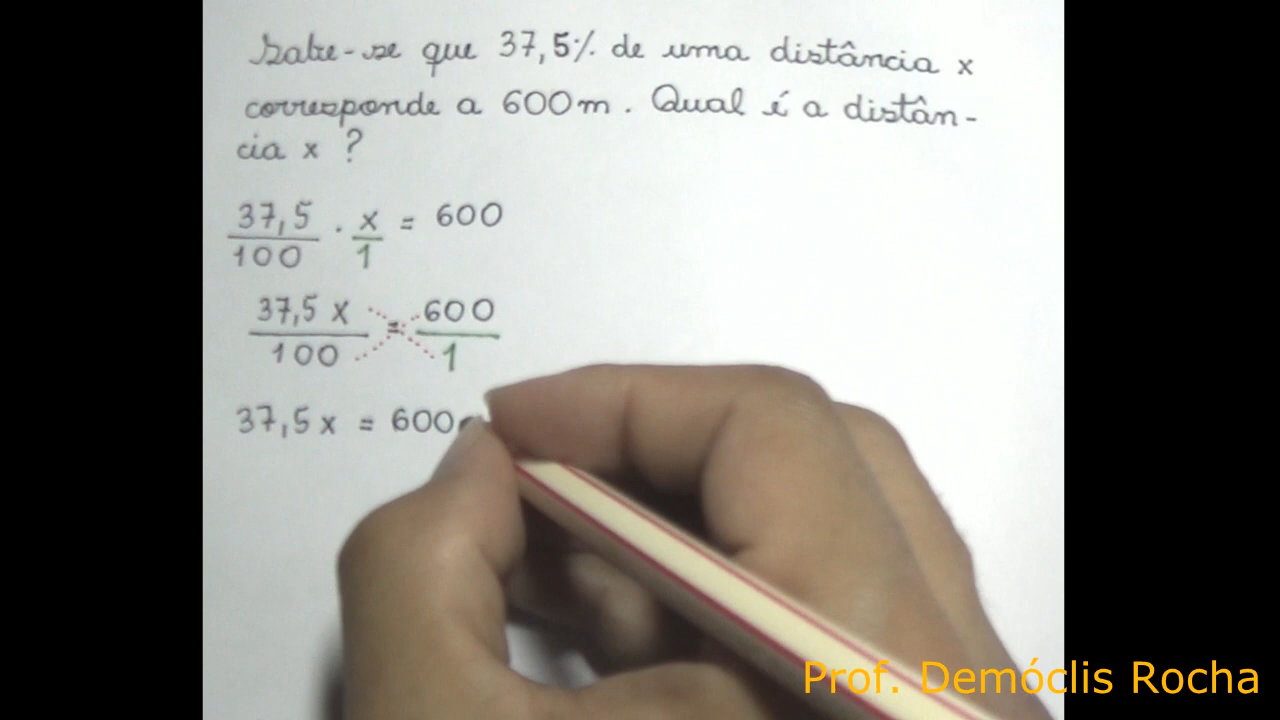 Sabe-se que 37,5% de uma distância x
corresponde a 600m. Qual é a distân-
cia x ?
37,5/100 . x/1 = 600
37,5 x/100 = 600/1
37,5 x = 600
Prof. Demóclis Rocha